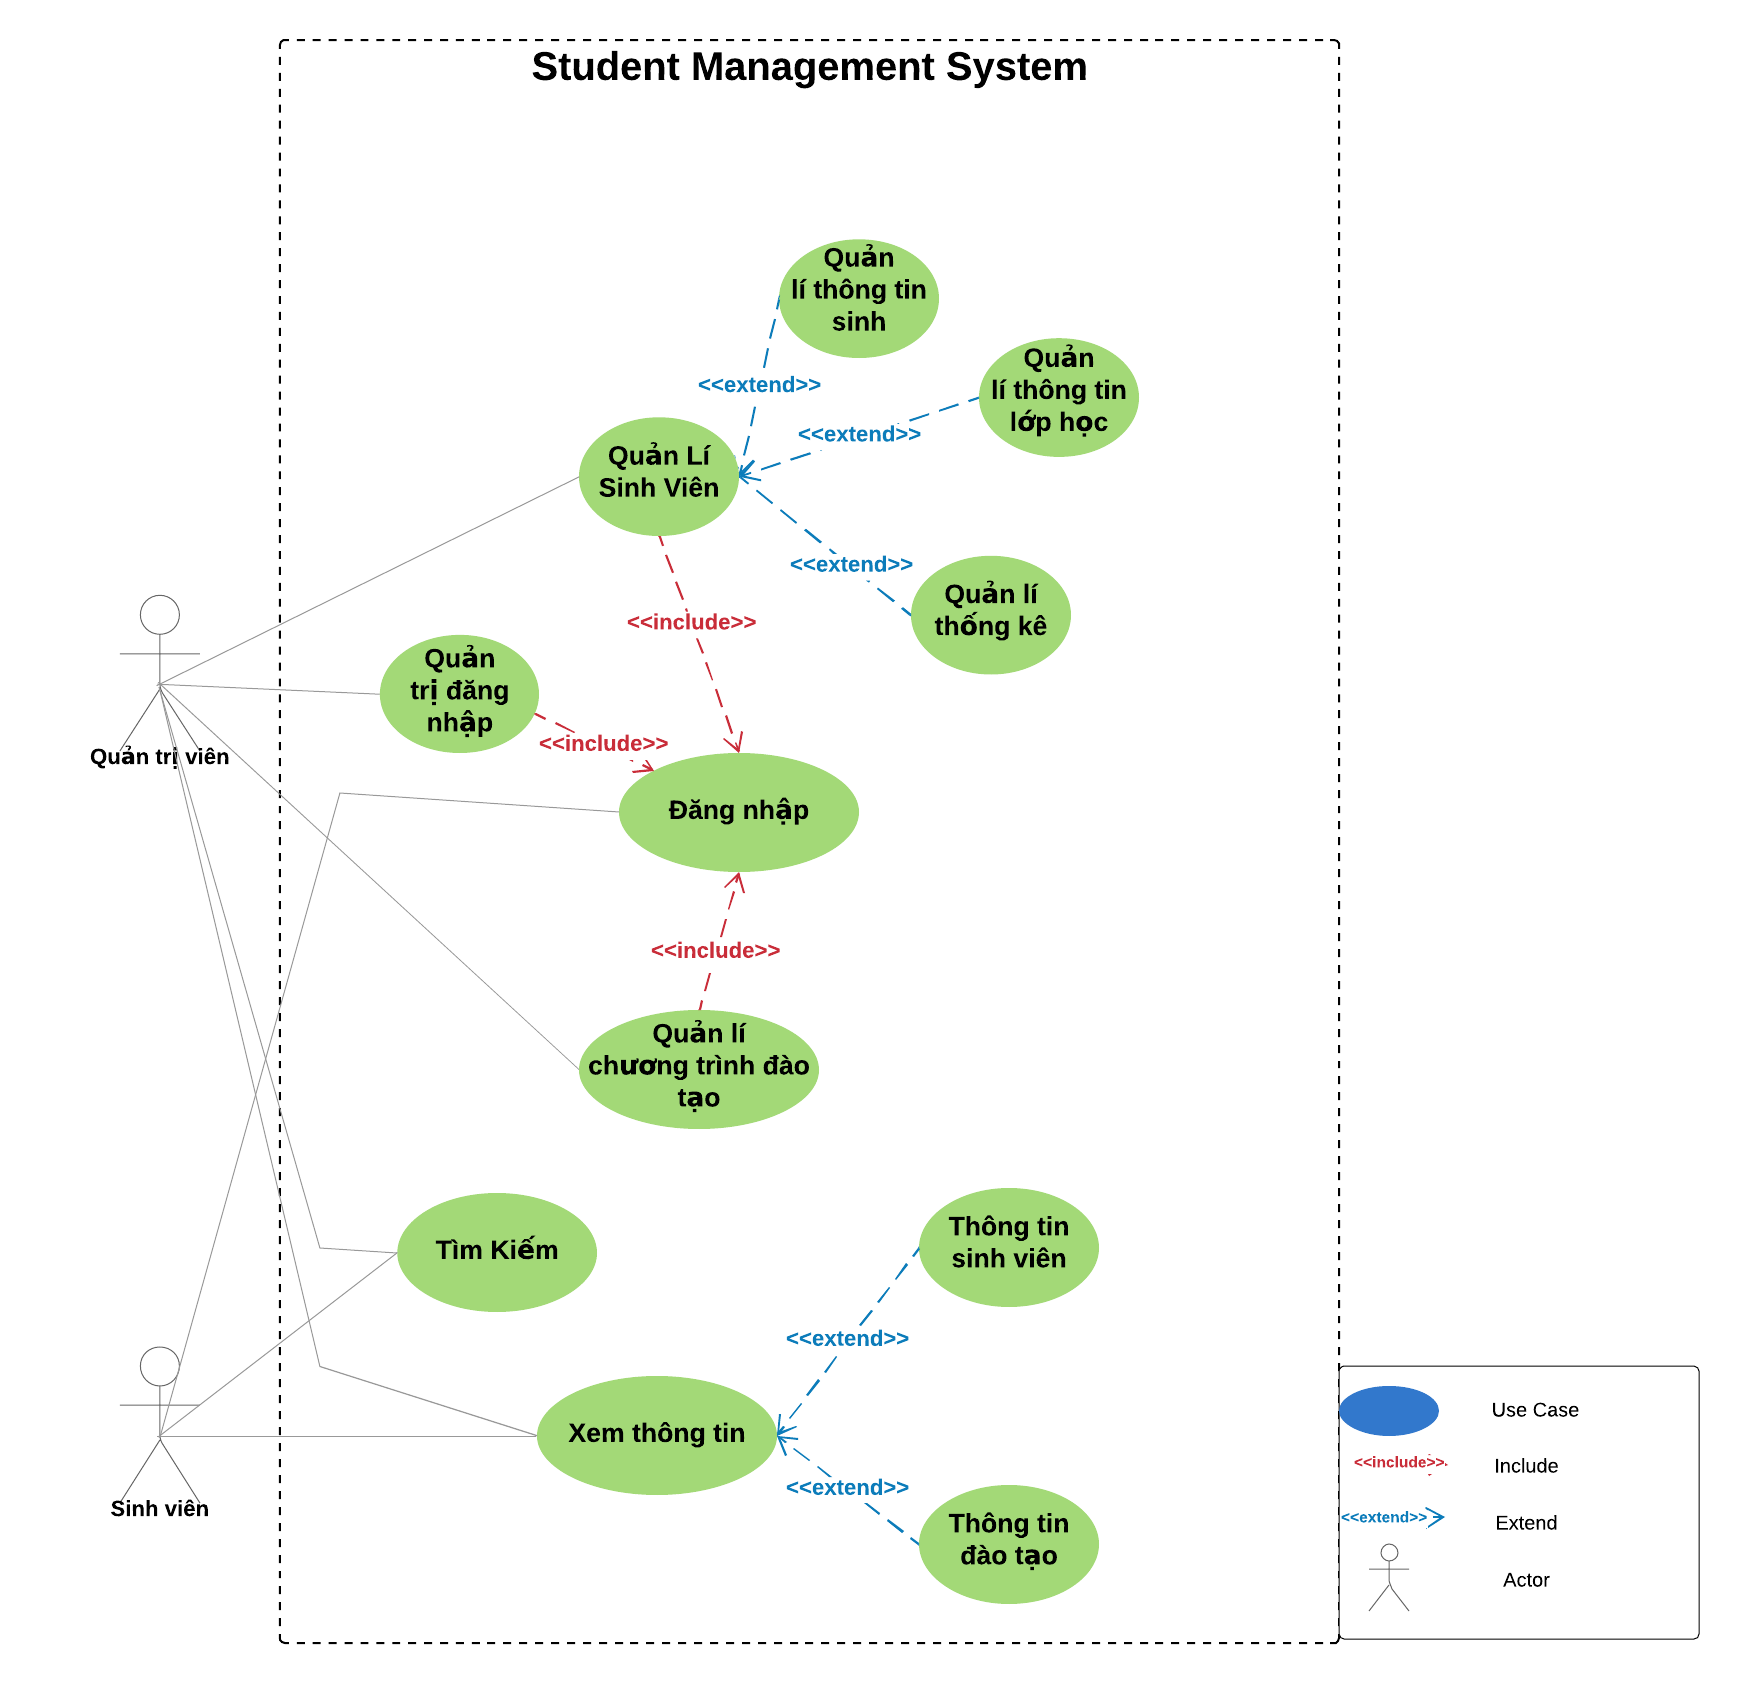 Student Management System
Quản
lí thông tin
sinh
<<extend>>
Quản
lí thông tin
lớp học
<<extend>>
Quản Lí
Sinh Viên
<<extend>>
Quản lí
thống kê
<<include>>
Quản
trị đăng
nhập
<<include>>
Quản trị viên
Đăng nhập
<<include>>
Quản lí
chương trình đào
tạo
Tìm Kiếm
Thông tin
sinh viên
<<extend>>
Xem thông tin
<<extend>>
Sinh viên
Thông tin
đào tạo
Use Case
<<include>>
Include
<<extend>>
Extend
Actor